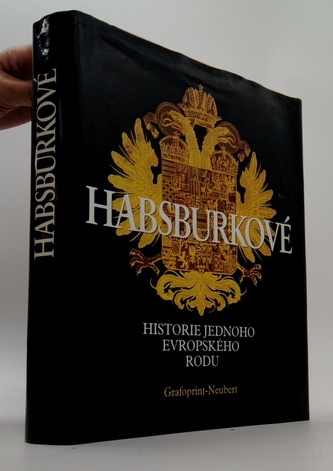 HABSBURKOVÉ
HABSBURKOVÉ
HISTORIE JEDNOHO
EVROPSKÉHO
RODU
Grafoprint-Neubert